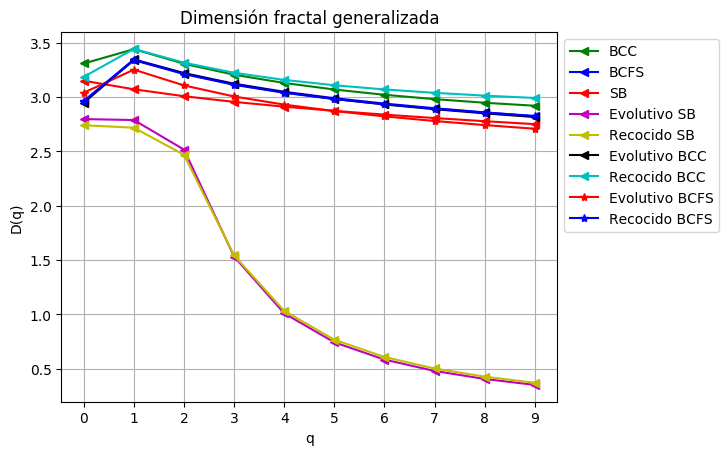 Dimensión fractal generalizada
3.5
3.0
2.5
2.0
1.5
1.0
0.5
D(q)
0 1 2 3 4 5 6 7 8 9
q
BCC
BCFS
SB
Evolutivo SB
Recocido SB
Evolutivo BCC
Recocido BCC
Evolutivo BCFS
Recocido BCFS